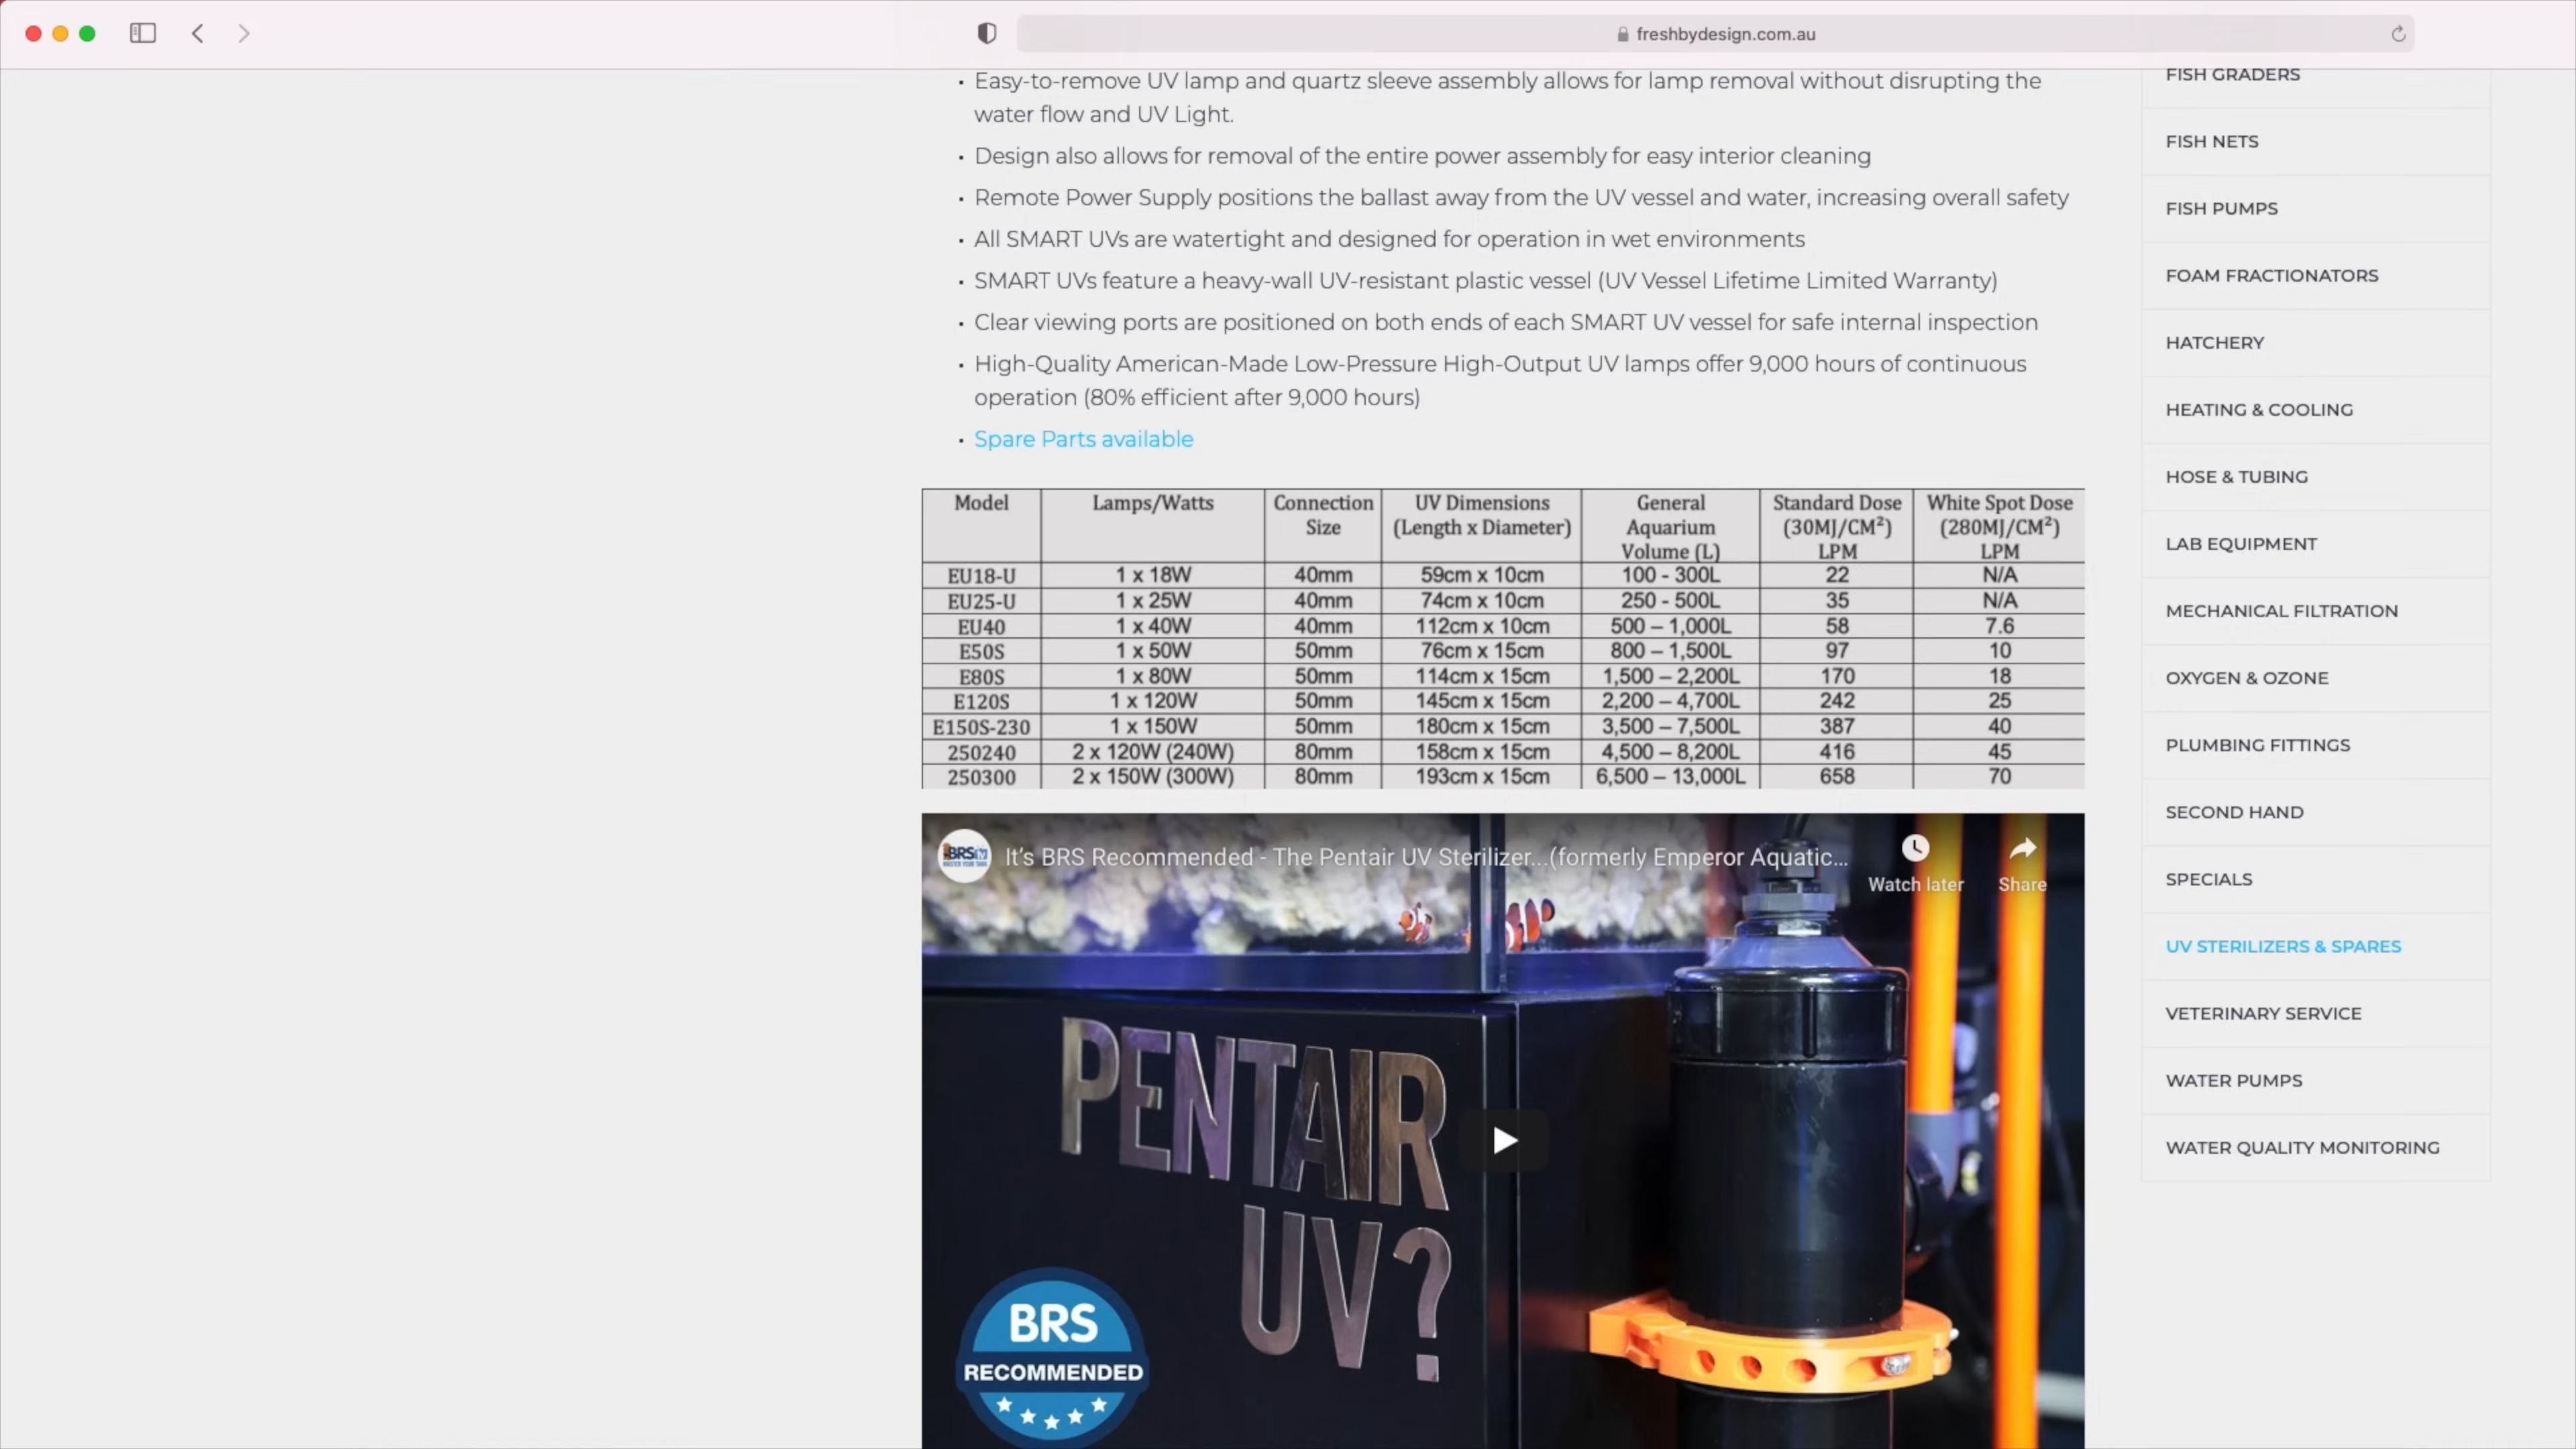 freshbydesign.com.au
• Easy-to-remove UV lamp and quartz sleeve assembly allows for lamp removal without disrupting the
water flow and UV Light.
• Design also allows for removal of the entire power assembly for easy interior cleaning
• Remote Power Supply positions the ballast away from the UV vessel and water, increasing overall safety
• All SMART UVs are watertight and designed for operation in wet environments
• SMART UVs feature a heavy-wall UV-resistant plastic vessel (UV Vessel Lifetime Limited Warranty)
• Clear viewing ports are positioned on both ends of each SMART UV vessel for safe internal inspection
• High-Quality American-Made Low-Pressure High-Output UV lamps offer 9,000 hours of continuous
operation (80% efficient after 9,000 hours)
• Spare Parts available
Model Lamps/Watts Connection UV Dimensions General Standard Dose White Spot Dose
Size (Length x Diameter) Aquarium (30MJ/CM²) (280MJ/CM²)
Volume (L) LPM LPM
EU18-U 1 x 18W 40mm 59cm x 10cm 100 - 300L 22 N/A
EU25-U 1 x 25W 40mm 74cm x 10cm 250 - 500L 35 N/A
EU40 1 x 40W 40mm 112cm x 10cm 500 – 1,000L 58 7.6
E50S 1 x 50W 50mm 76cm x 15cm 800 – 1,500L 97 10
E80S 1 x 80W 50mm 114cm x 15cm 1,500 – 2,200L 170 18
E120S 1 x 120W 50mm 145cm x 15cm 2,200 – 4,700L 242 25
E150S-230 1 x 150W 50mm 180cm x 15cm 3,500 – 7,500L 387 40
250240 2 x 120W (240W) 80mm 158cm x 15cm 4,500 – 8,200L 416 45
250300 2 x 150W (300W) 80mm 193cm x 15cm 6,500 – 13,000L 658 70
BRStv
It's BRS Recommended - The Pentair UV Sterilizer...(formerly Emperor Aquatic...
Watch later
Share
PENTAIR
UV?
BRS
RECOMMENDED
FISH GRADERS
FISH NETS
FISH PUMPS
FOAM FRACTIONATORS
HATCHERY
HEATING & COOLING
HOSE & TUBING
LAB EQUIPMENT
MECHANICAL FILTRATION
OXYGEN & OZONE
PLUMBING FITTINGS
SECOND HAND
SPECIALS
UV STERILIZERS & SPARES
VETERINARY SERVICE
WATER PUMPS
WATER QUALITY MONITORING